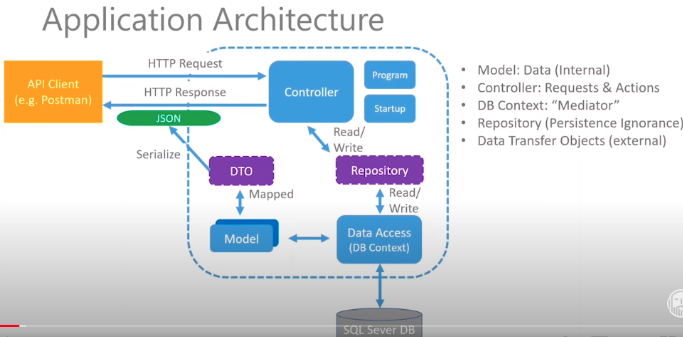 Application Architecture
HTTP Request
HTTP Response
API Client
(e.g. Postman)
JSON
Serialize
Controller
Program
Startup
Read/
Write
DTO
Mapped
Repository
Read/
Write
Model
Data Access
(DB Context)
SQL Sever DB
• Model: Data (Internal)
• Controller: Requests & Actions
• DB Context: “Mediator”
• Repository (Persistence Ignorance)
• Data Transfer Objects (external)